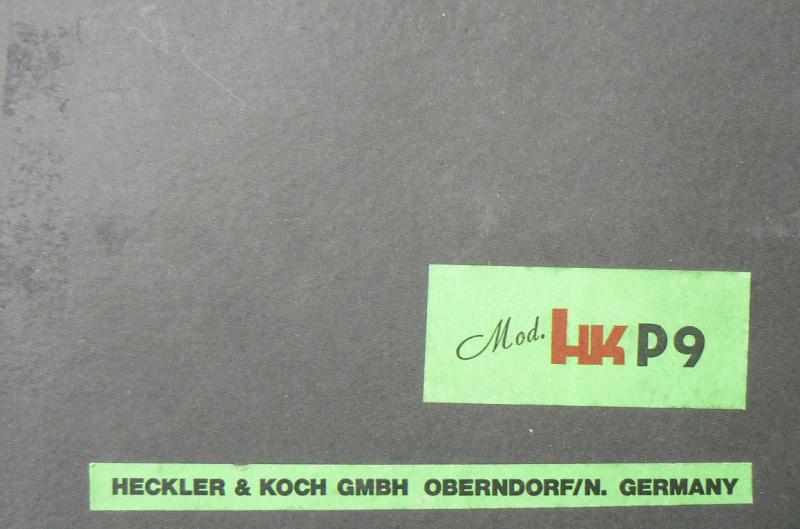 Mod. HK P9
HECKLER & KOCH GMBH OBERNDORF/N. GERMANY